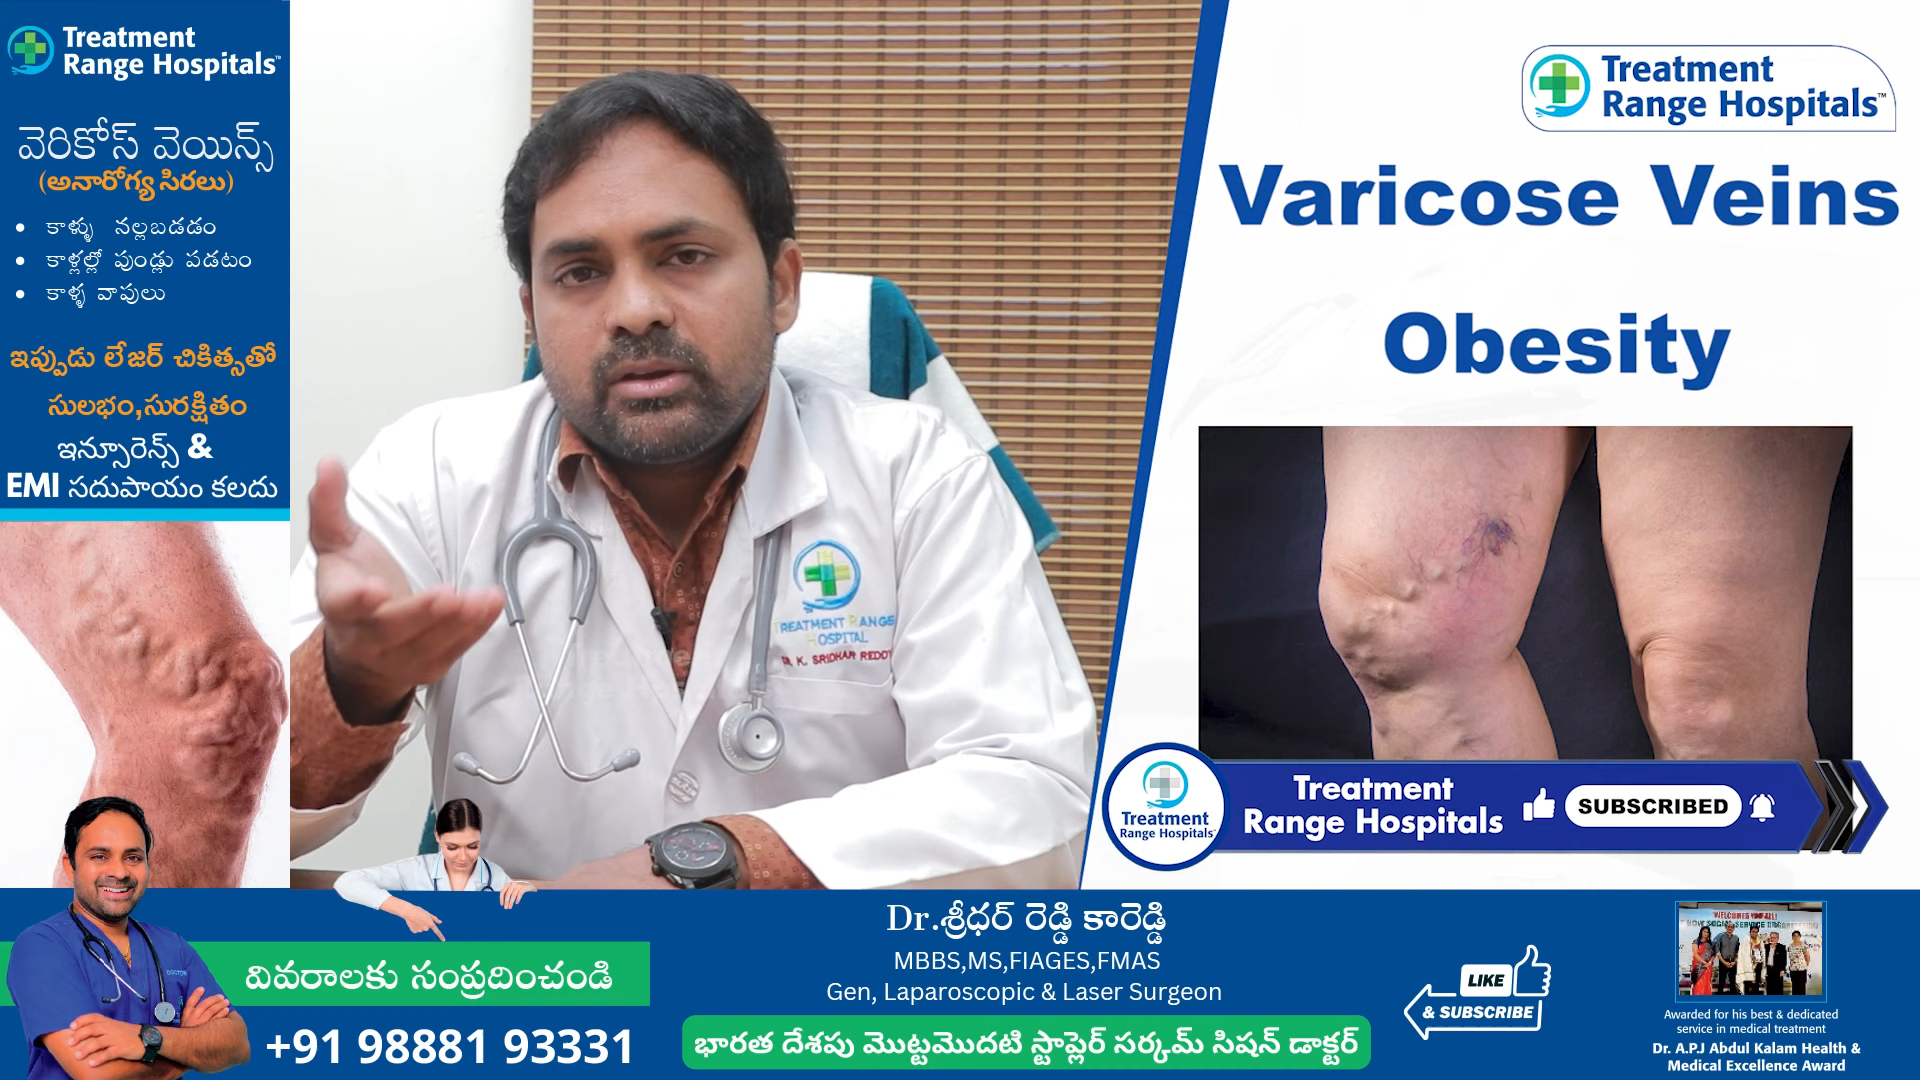 Treatment
Range Hospitals™
వెరికోస్ వెయిన్స్
(అనారోగ్య సిరలు)
• కాళ్ళు నల్లబడడం
• కాళ్లల్లో పుండ్లు పడటం
• కాళ్ళ వాపులు
ఇప్పుడు లేజర్ చికిత్సతో
సులభం,సురక్షితం
ఇన్సూరెన్స్ &
EMI సదుపాయం కలదు
TREATMENT RANGE
HOSPITAL
DR. K. SRIDHAR REDDY
Treatment
Range Hospitals™
Varicose Veins
Obesity
Treatment
Range Hospitals
Treatment
Range Hospitals
SUBSCRIBED
DOCTOR
వివరాలకు సంప్రదించండి
+91 98881 93331
Dr.శ్రీధర్ రెడ్డి కారెడ్డి
MBBS,MS,FIAGES,FMAS
Gen, Laparoscopic & Laser Surgeon
భారత దేశపు మొట్టమొదటి స్టాప్లెర్ సర్కమ్ సిషన్ డాక్టర్
LIKE
& SUBSCRIBE
Awarded for his best & dedicated
service in medical treatment
Dr. A.P.J Abdul Kalam Health &
Medical Excellence Award